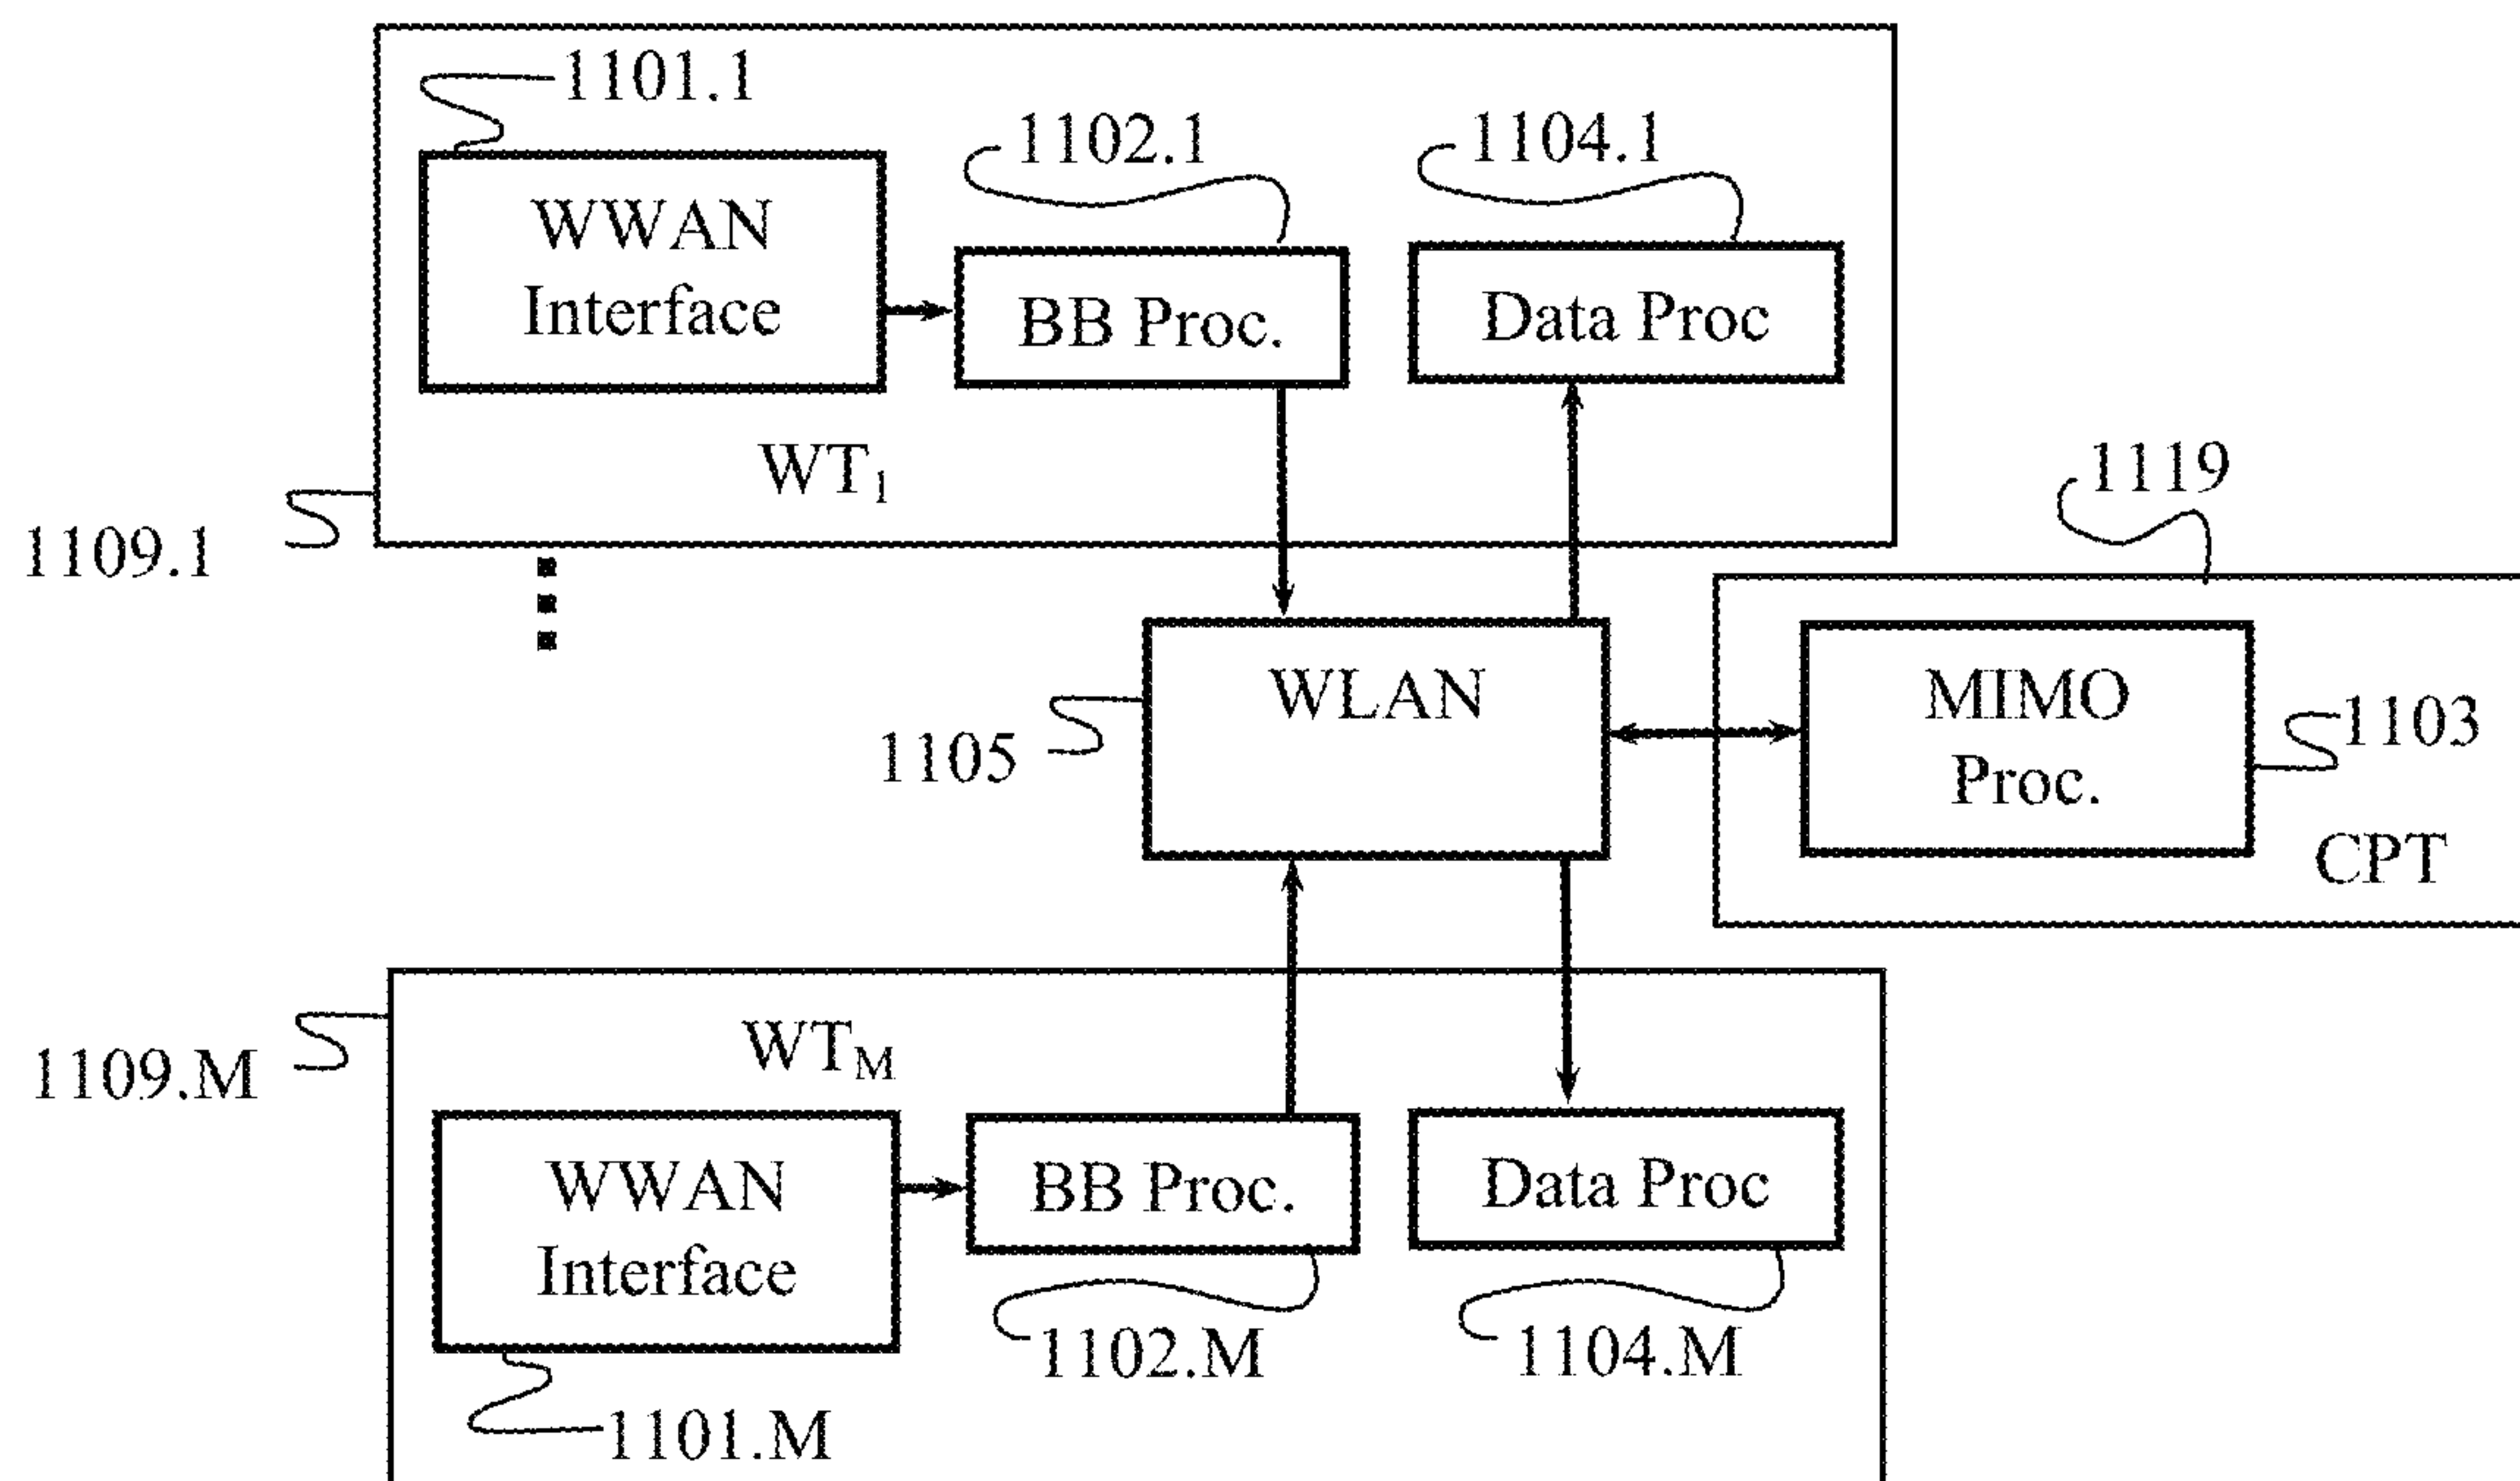 1101.1
1102.1
1104.1
WWAN
Interface
BB Proc.
Data Proc
WT1
1109.1
1119
WLAN
MIMO
Proc.
1103
1105
CPT
WTM
1109.M
WWAN
Interface
BB Proc.
Data Proc
1102.M
1104.M
1101.M